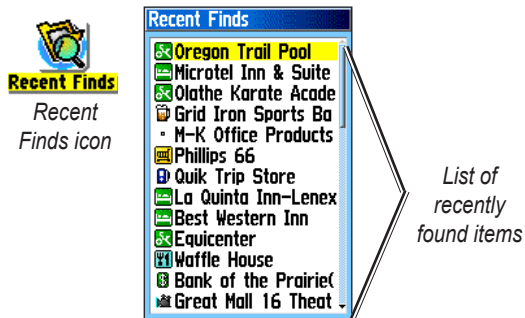 Recent Finds
Recent
Finds icon
Recent Finds
Oregon Trail Pool
Microtel Inn & Suite
Olathe Karate Acade
Grid Iron Sports Ba
M-K Office Products
Phillips 66
Quik Trip Store
La Quinta Inn-Lenex
Best Western Inn
Equicenter
Waffle House
Bank of the Prairie(
Great Mall 16 Theat
List of
recently
found items